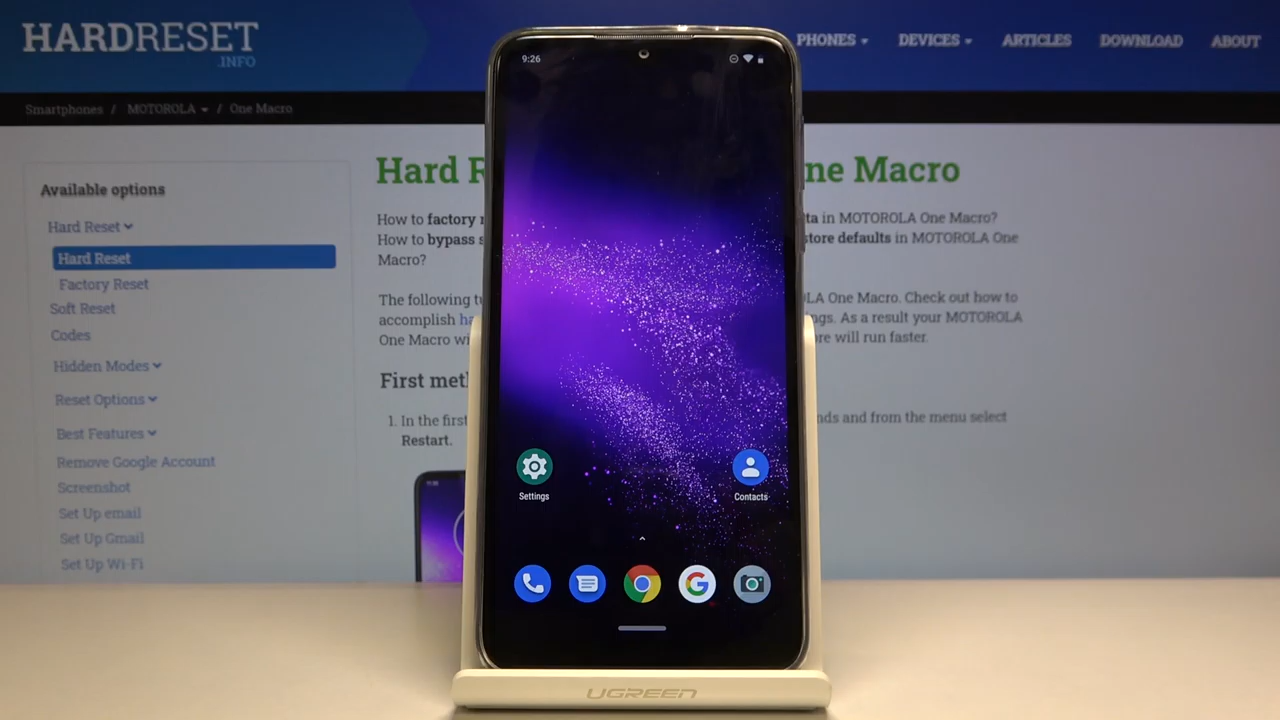 HARDRESET
.INFO
PHONES
DEVICES
ARTICLES
DOWNLOAD
ABOUT
Smartphones / MOTOROLA / One Macro
Available options
Hard Reset
Hard Reset
Factory Reset
Soft Reset
Codes
Hidden Modes
Reset Options
Best Features
Remove Google Account
Screenshot
Set Up email
Set Up Gmail
Set Up Wi-Fi
Hard R
ne Macro
How to factory r
ta in MOTOROLA One Macro?
How to bypass s
store defaults in MOTOROLA One
Macro?
The following tu
LA One Macro. Check out how to
accomplish ha
ngs. As a result your MOTOROLA
One Macro wi
re will run faster.
First met
1. In the first
nds and from the menu select
Restart.
9:26
Settings
Contacts
UGREEN